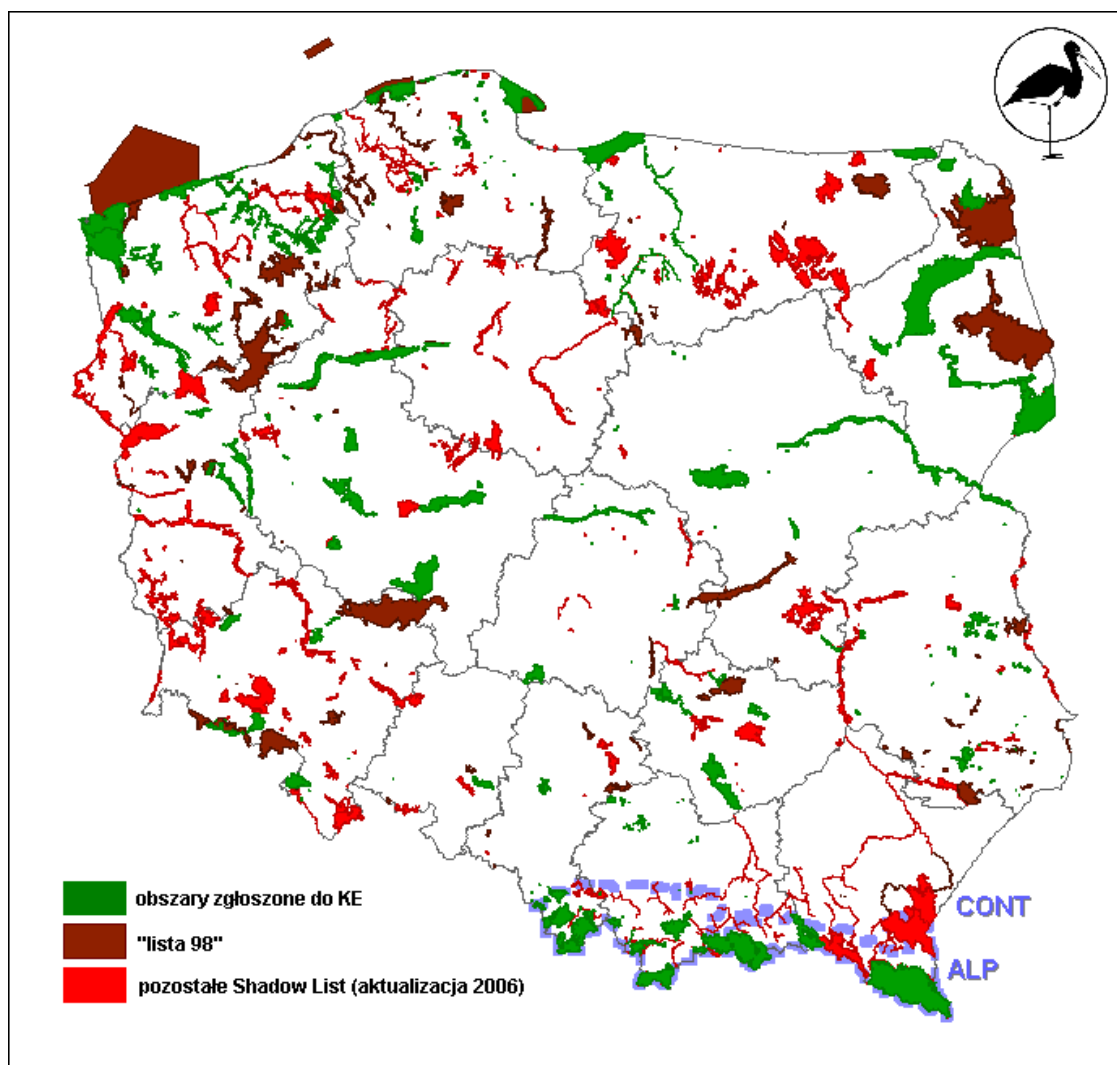 obszary zgłoszone do KE
"lista 98"
pozostałe Shadow List (aktualizacja 2006)
CONT
ALP